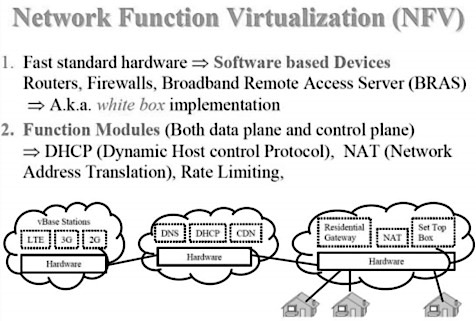 Network Function Virtualization (NFV)
1. Fast standard hardware ⇒ Software based Devices
Routers, Firewalls, Broadband Remote Access Server (BRAS)
⇒ A.k.a. white box implementation
2. Function Modules (Both data plane and control plane)
⇒ DHCP (Dynamic Host control Protocol), NAT (Network
Address Translation), Rate Limiting,
vBase Stations
LTE 3G 2G
Hardware
DNS DHCP CDN
Hardware
Residential
Gateway
NAT
Set Top
Box
Hardware